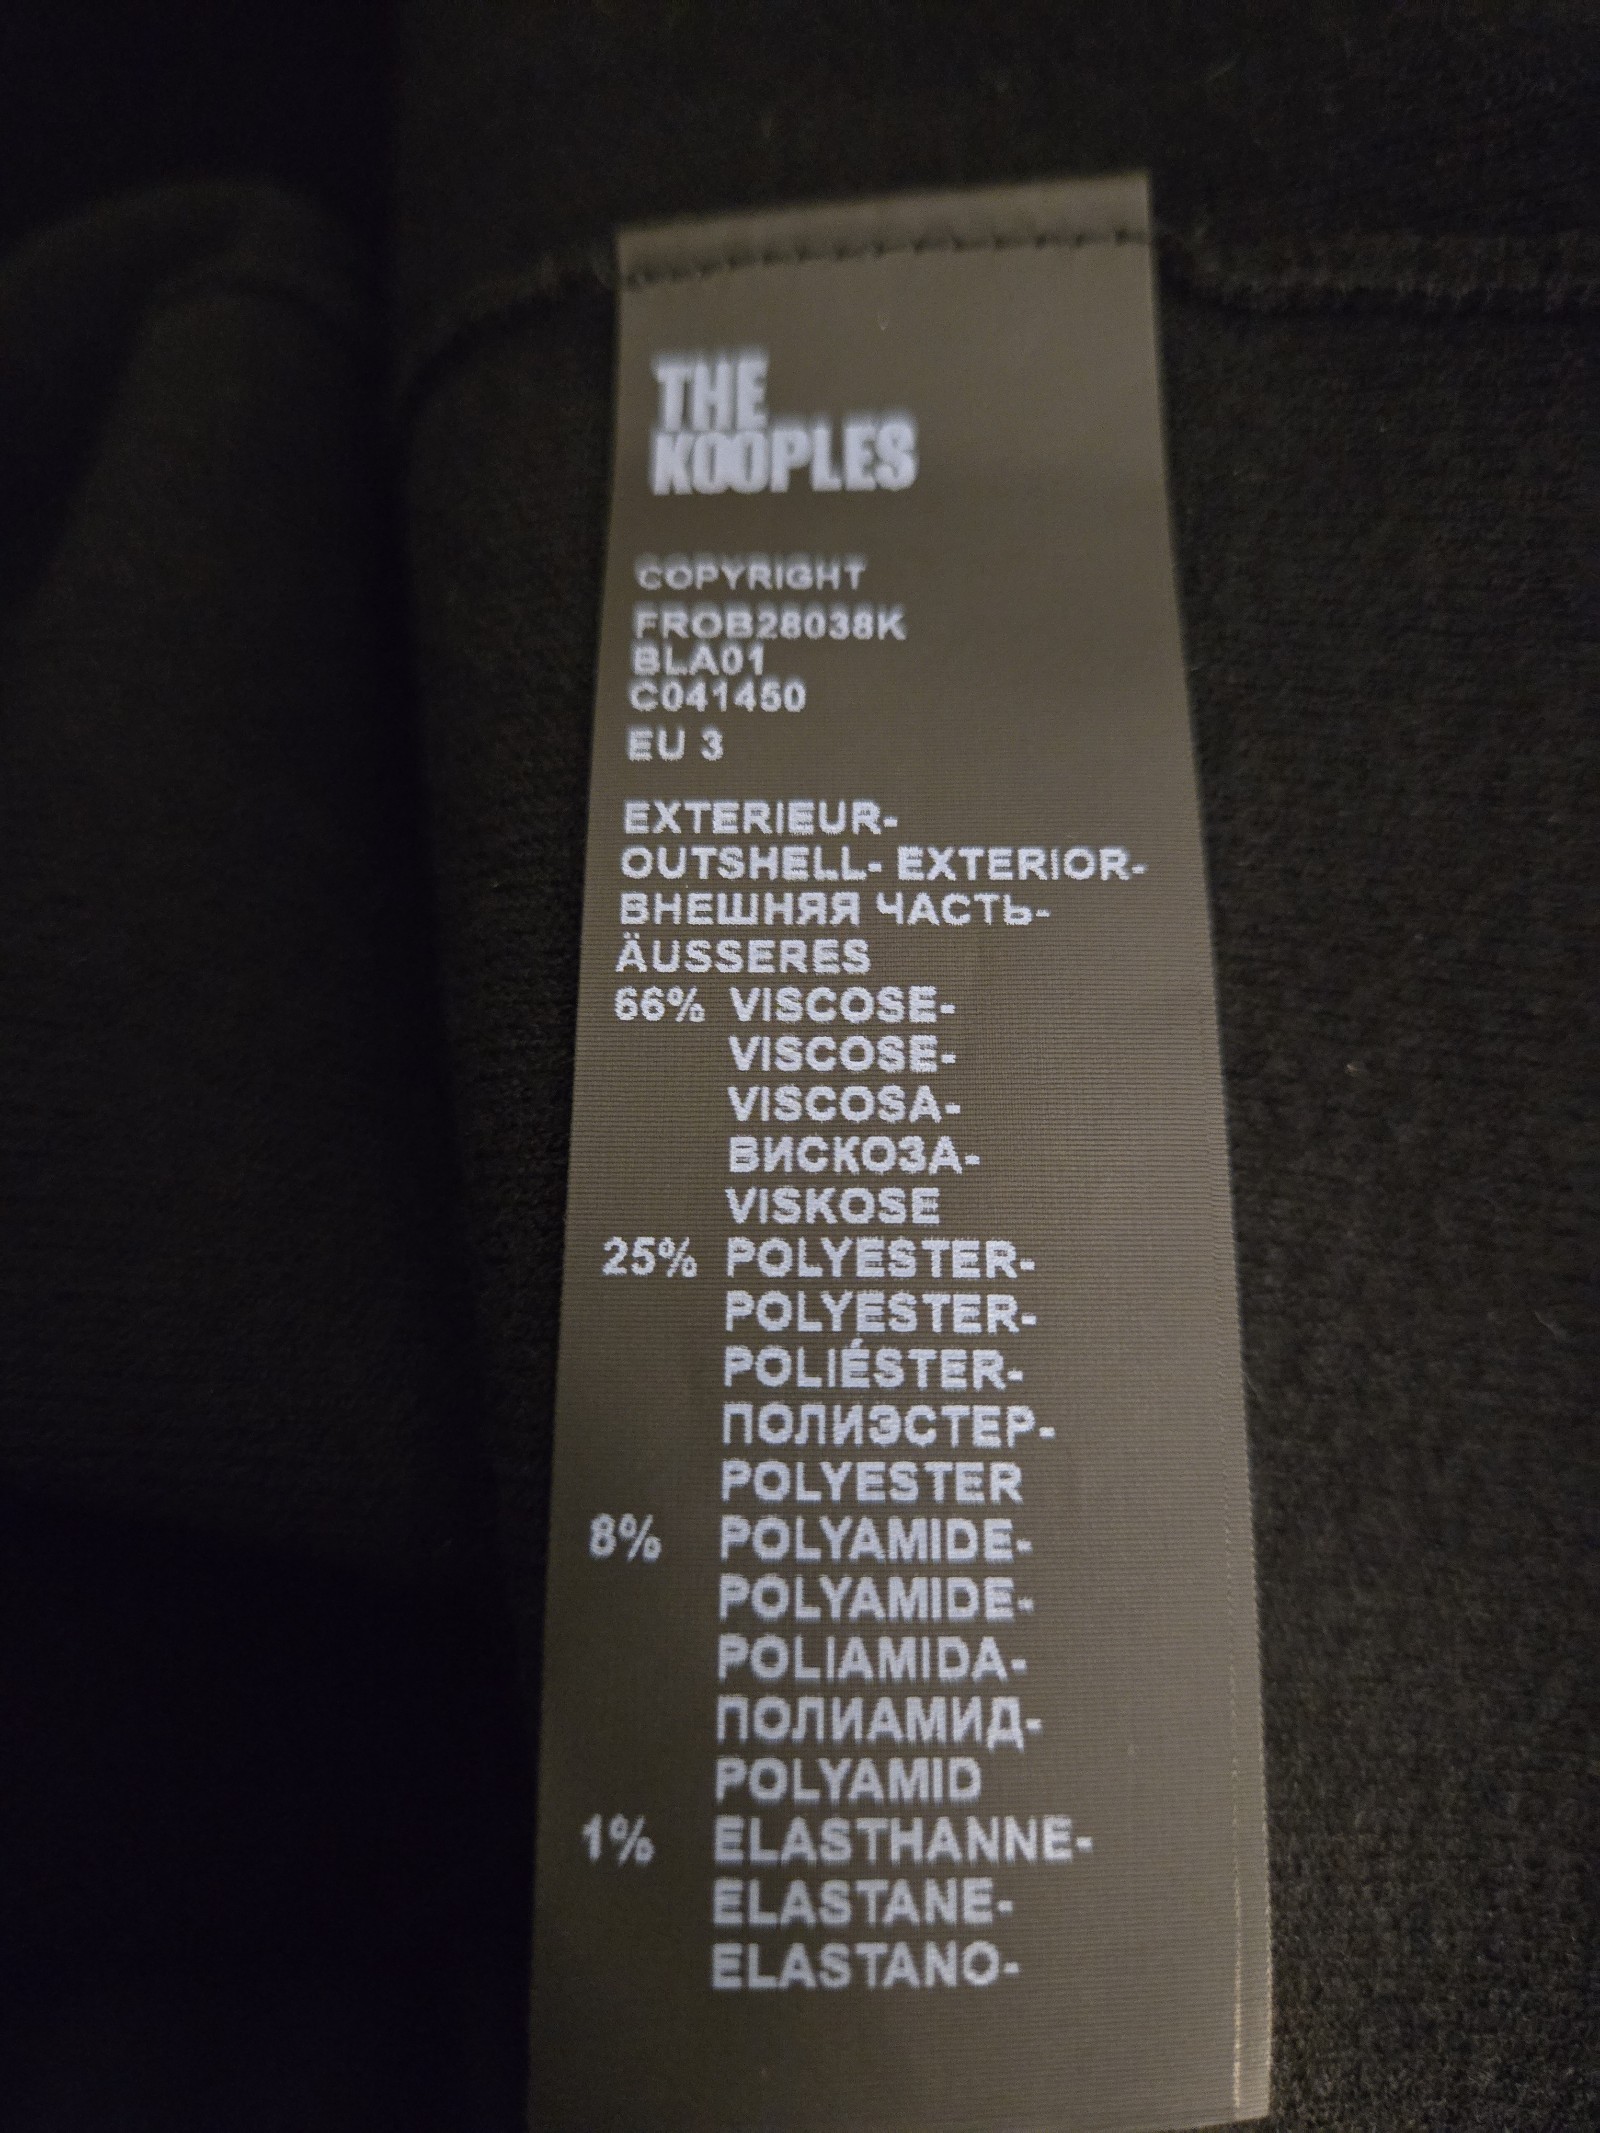 THE
KOOPLES
COPYRIGHT
FROB28038K
BLA01
C041450
EU 3
EXTERIEUR-
OUTSHELL- EXTERIOR-
ВНЕШНЯЯ ЧАСТЬ-
ÄUSSERES
66% VISCOSE-
VISCOSE-
VISCOSA-
ВИСКОЗА-
VISKOSE
25% POLYESTER-
POLYESTER-
POLIÉSTER-
ПОЛИЭСТЕР-
POLYESTER
8% POLYAMIDE-
POLYAMIDE-
POLIAMIDA-
ПОЛИАМИД-
POLYAMID
1% ELASTHANNE-
ELASTANE-
ELASTANO-